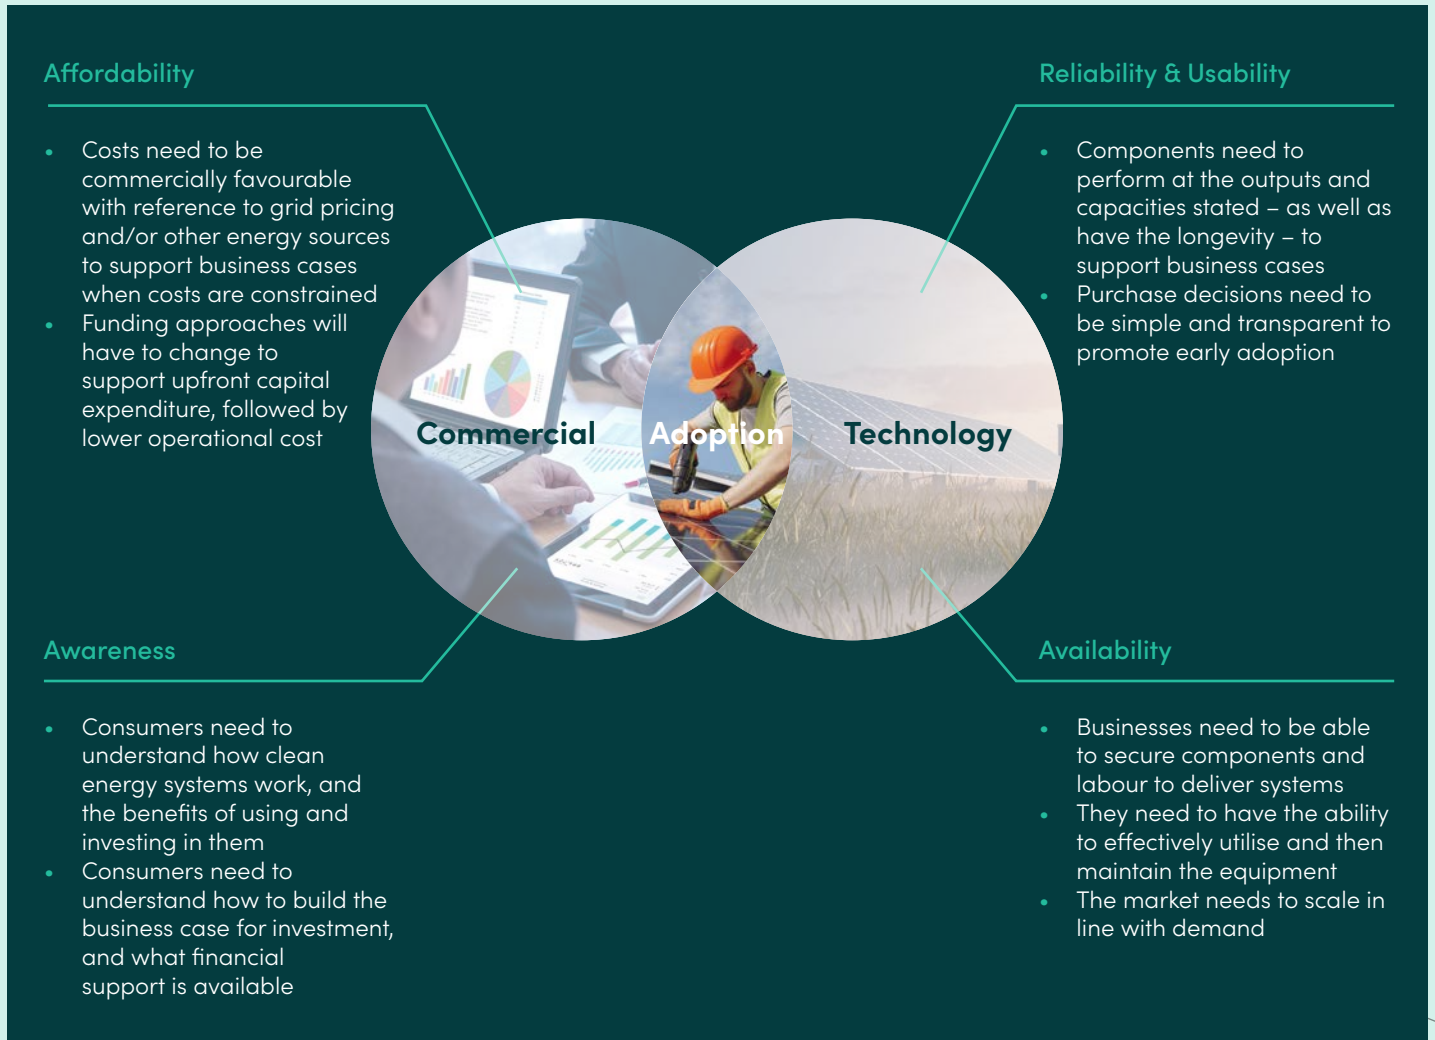 Affordability
• Costs need to be
commercially favourable
with reference to grid pricing
and/or other energy sources
to support business cases
when costs are constrained
• Funding approaches will
have to change to
support upfront capital
expenditure, followed by
lower operational cost
Reliability & Usability
• Components need to
perform at the outputs and
capacities stated – as well as
have the longevity – to
support business cases
• Purchase decisions need to
be simple and transparent to
promote early adoption
Commercial
Adoption
Technology
Awareness
• Consumers need to
understand how clean
energy systems work, and
the benefits of using and
investing in them
• Consumers need to
understand how to build the
business case for investment,
and what financial
support is available
Availability
• Businesses need to be able
to secure components and
labour to deliver systems
• They need to have the ability
to effectively utilise and then
maintain the equipment
• The market needs to scale in
line with demand